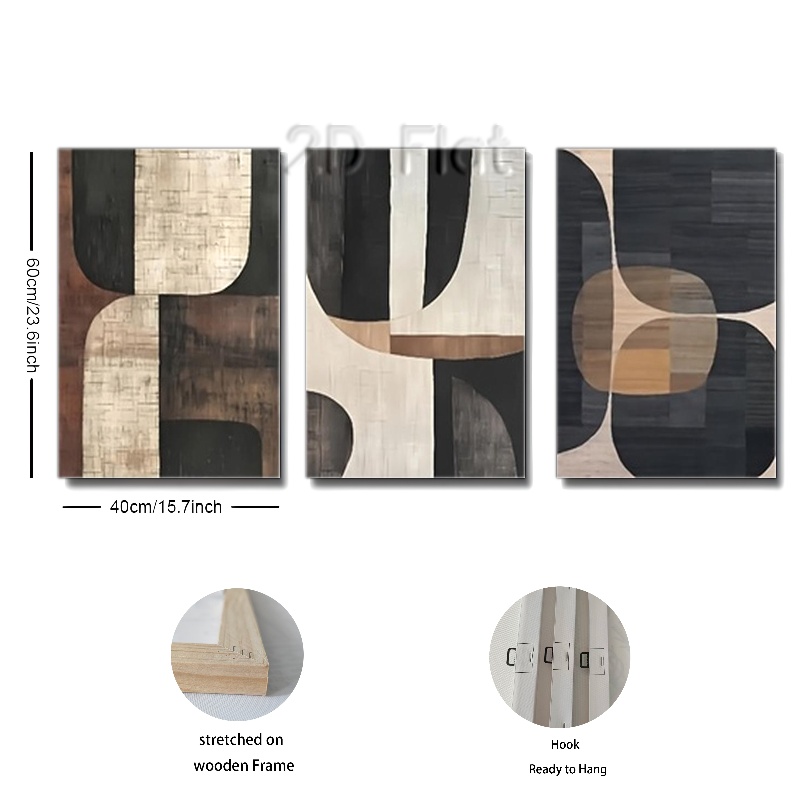 2D Flat
60cm/23.6inch
40cm/15.7inch
stretched on
wooden Frame
Hook
Ready to Hang